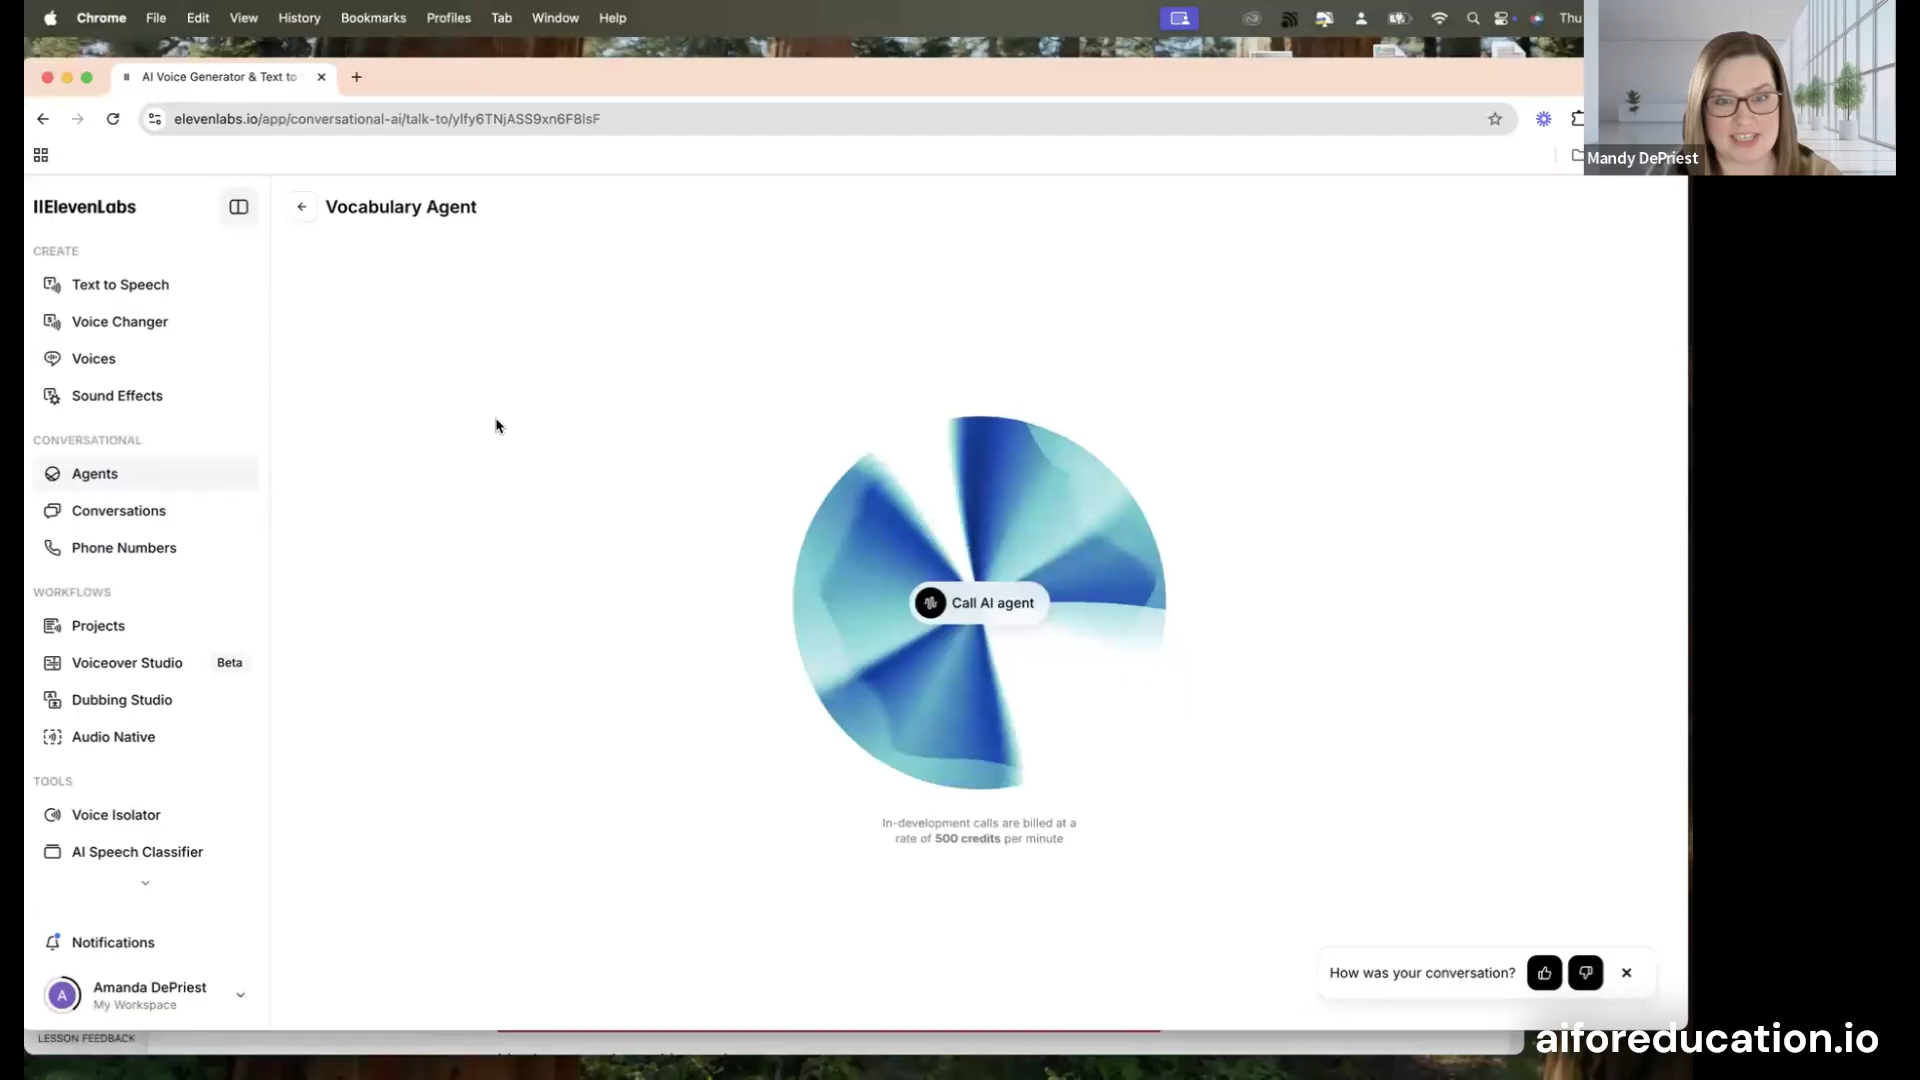 Chrome File Edit View History Bookmarks Profiles Tab Window Help Thu
AI Voice Generator & Text to
elevenlabs.io/app/conversational-ai/talk-to/ylfy6TNjASS9xn6F8lsF
Mandy DePriest
IIElevenLabs
Vocabulary Agent
CREATE
Text to Speech
Voice Changer
Voices
Sound Effects
CONVERSATIONAL
Agents
Conversations
Phone Numbers
WORKFLOWS
Projects
Voiceover Studio Beta
Dubbing Studio
Audio Native
TOOLS
Voice Isolator
AI Speech Classifier
Call AI agent
In-development calls are billed at a
rate of 500 credits per minute
Notifications
How was your conversation?
A
Amanda DePriest
My Workspace
LESSON FEEDBACK
aiforeducation.io